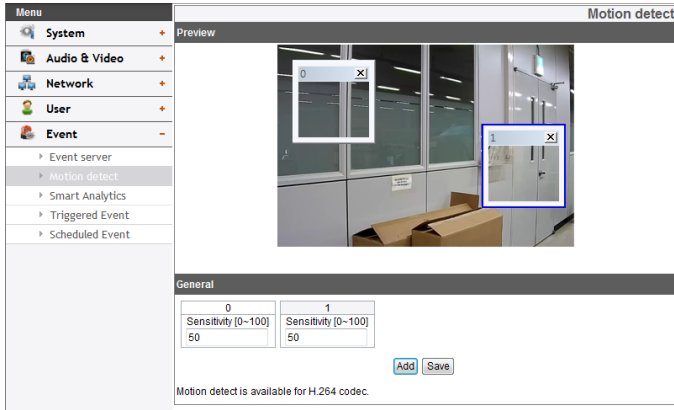 Menu
System +
Audio & Video +
Network +
User +
Event -
Event server
Motion detect
Smart Analytics
Triggered Event
Scheduled Event
Motion detect
Preview
0 X
1 X
General
0 1
Sensitivity [0~100] Sensitivity [0~100]
50 50
Add Save
Motion detect is available for H.264 codec.